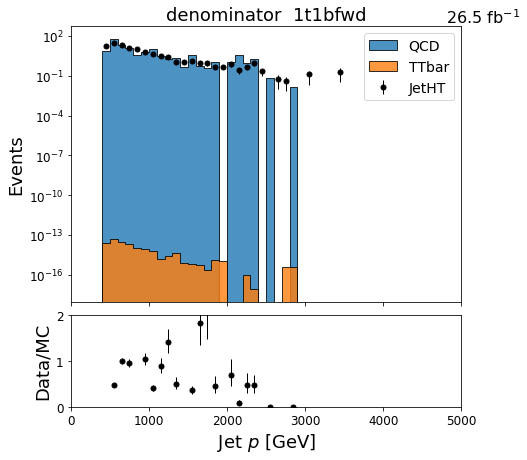 denominator 1t1bfwd
26.5 fb⁻¹
QCD
TTbar
JetHT
Events
10²
10⁻¹
10⁻⁴
10⁻⁷
10⁻¹⁰
10⁻¹³
10⁻¹⁶
Data/MC
2
1
0
0 1000 2000 3000 4000 5000
Jet p [GeV]